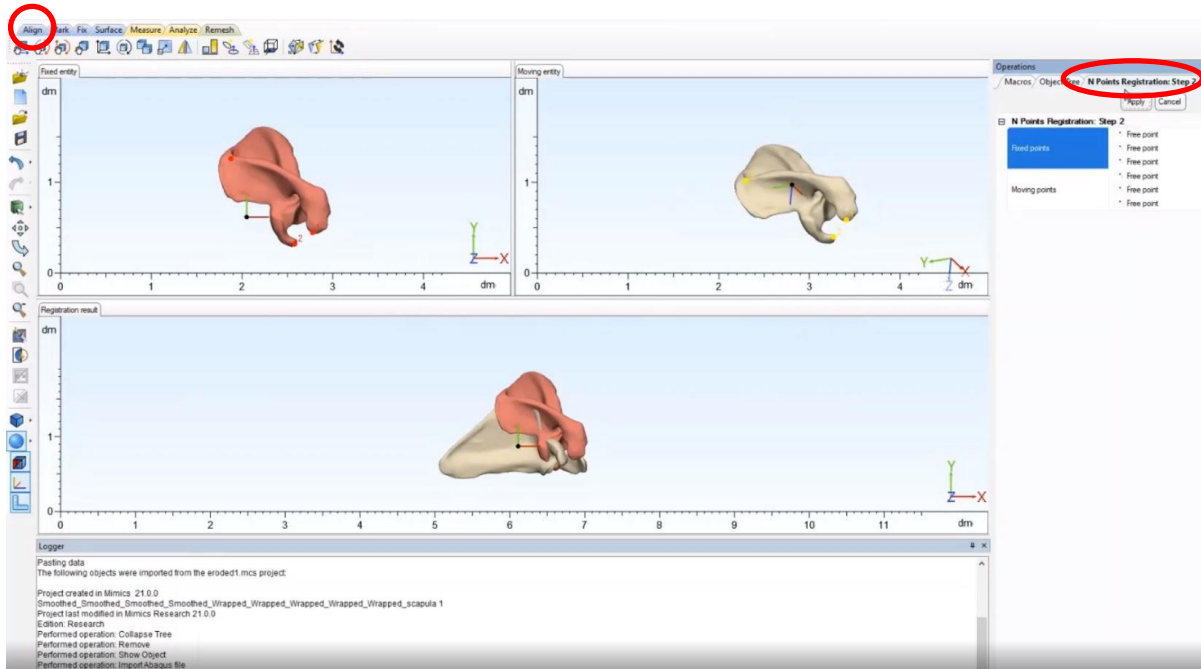 Align Mark Fix Surface Measure Analyze Remesh
Fixed entity
dm
1
0
0 1 2 3 4 dm
Y
Z X
2
Moving entity
dm
1
0
0 1 2 3 4 dm
Y X
Z
Operations
Macros Object Tree N Points Registration: Step 2
Apply Cancel
N Points Registration: Step 2
Fixed points
Free point
Free point
Free point
Moving points
Free point
Free point
Free point
Registration result
dm
1
0
0 1 2 3 4 5 6 7 8 9 10 11 dm
Y
Z X
Logger
Pasting data
The following objects were imported from the eroded1.mcs project:
Project created in Mimics 21.0.0
Smoothed_Smoothed_Smoothed_Smoothed_Wrapped_Wrapped_Wrapped_Wrapped_Wrapped_scapula 1
Project last modified in Mimics Research 21.0.0
Edition: Research
Performed operation: Collapse Tree
Performed operation: Remove
Performed operation: Show Object
Performed operation: Import Abaqus file